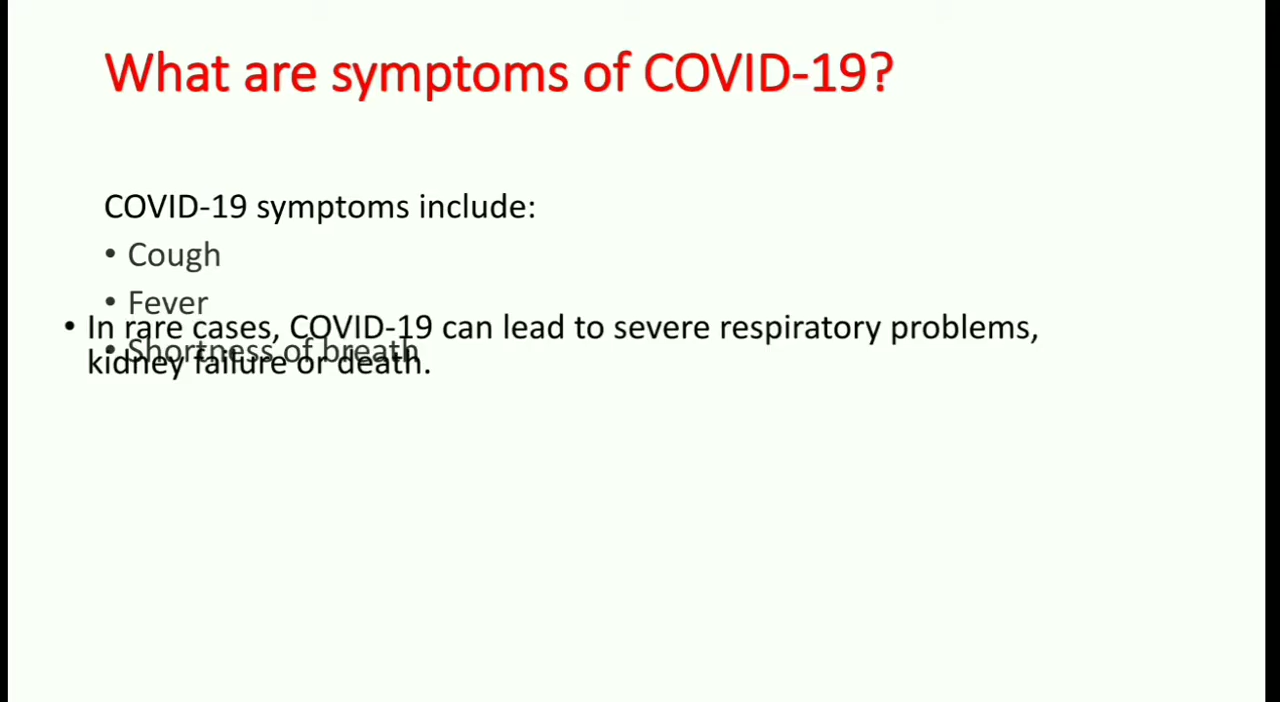 What are symptoms of COVID-19?
COVID-19 symptoms include:
• Cough
• Fever
• Shortness of breath
• In rare cases, COVID-19 can lead to severe respiratory problems,
kidney failure or death.